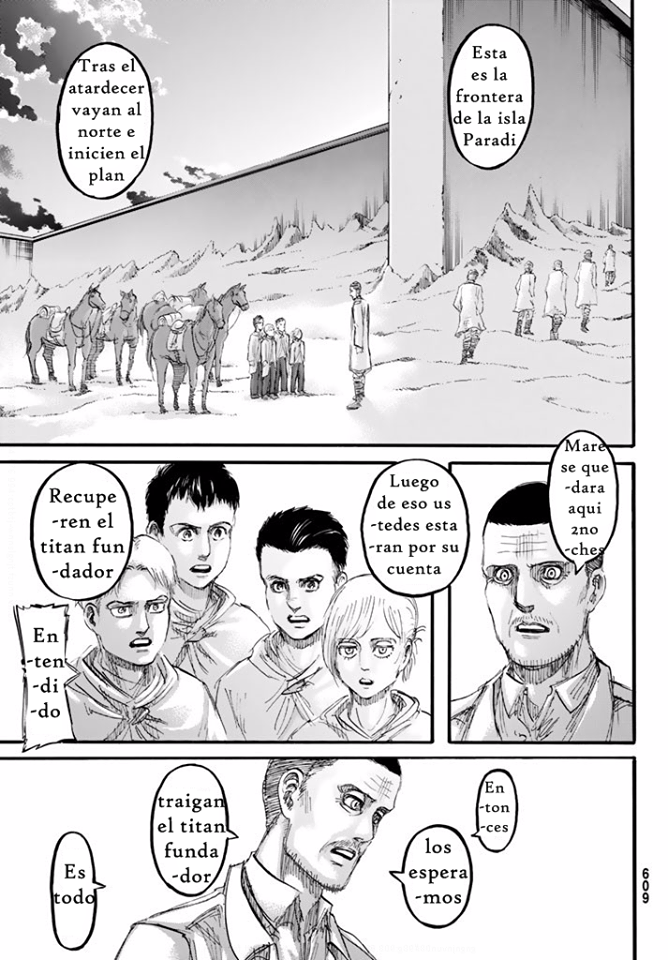 Esta
es la
frontera
de la isla
Paradi
Tras el
atardecer
vayan al
norte e
inicien el
plan
Mare
se que
-dara
aqui
2no
-ches
Luego
de eso us
-tedes esta
-ran por su
cuenta
Recupe
-ren el
titan fun
-dador
En
-ten
-di
-do
En
-ton
-ces
los
espera
-mos
traigan
el titan
funda
-dor
Es
todo
609